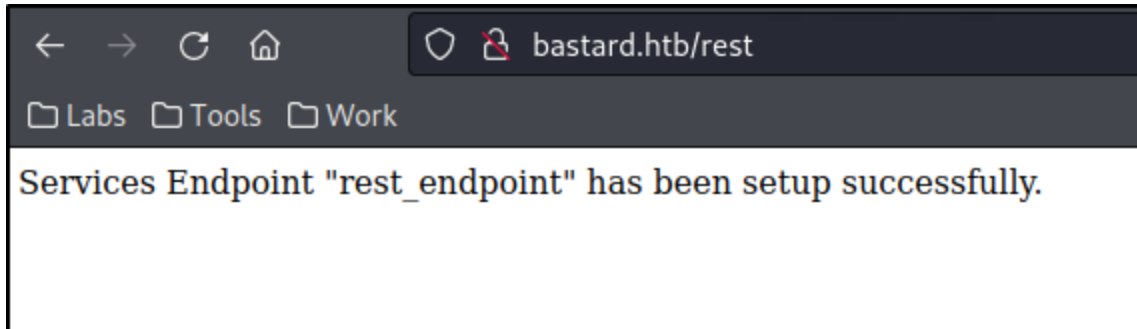 bastard.htb/rest
Labs Tools Work
Services Endpoint "rest_endpoint" has been setup successfully.